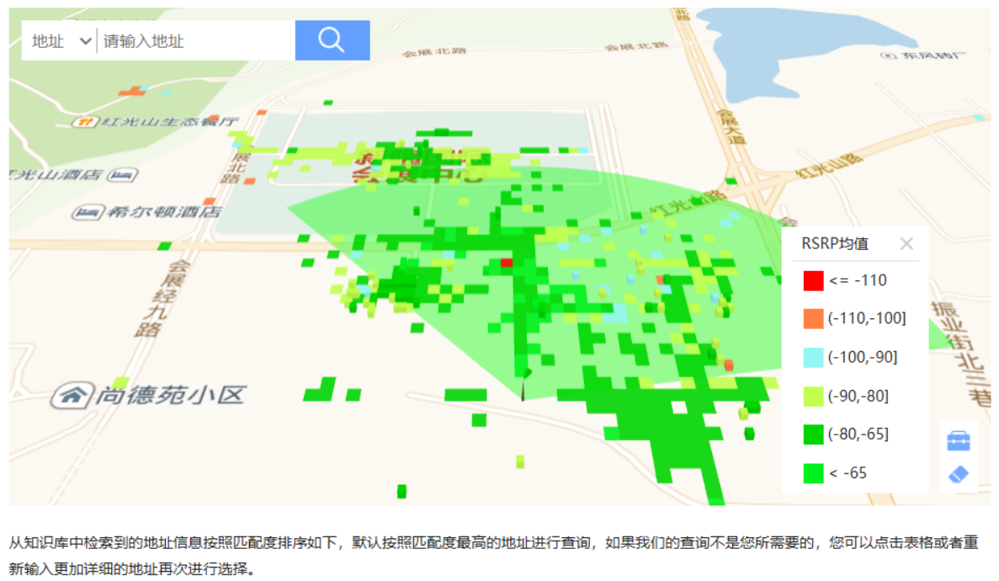 地址
请输入地址
会展北路
会展北路
东风砖厂
红光山生态餐厅
会展大道
展北路
光山酒店
红光山路
希尔顿酒店
红光山路
会展中心
会展经九路
尚德苑小区
振业街北三巷
RSRP均值
<= -110
(-110,-100]
(-100,-90]
(-90,-80]
(-80,-65]
< -65
从知识库中检索到的地址信息按照匹配度排序如下，默认按照匹配度最高的地址进行查询，如果我们的查询不是您所需要的，您可以点击表格或者重
新输入更加详细的地址再次进行选择。